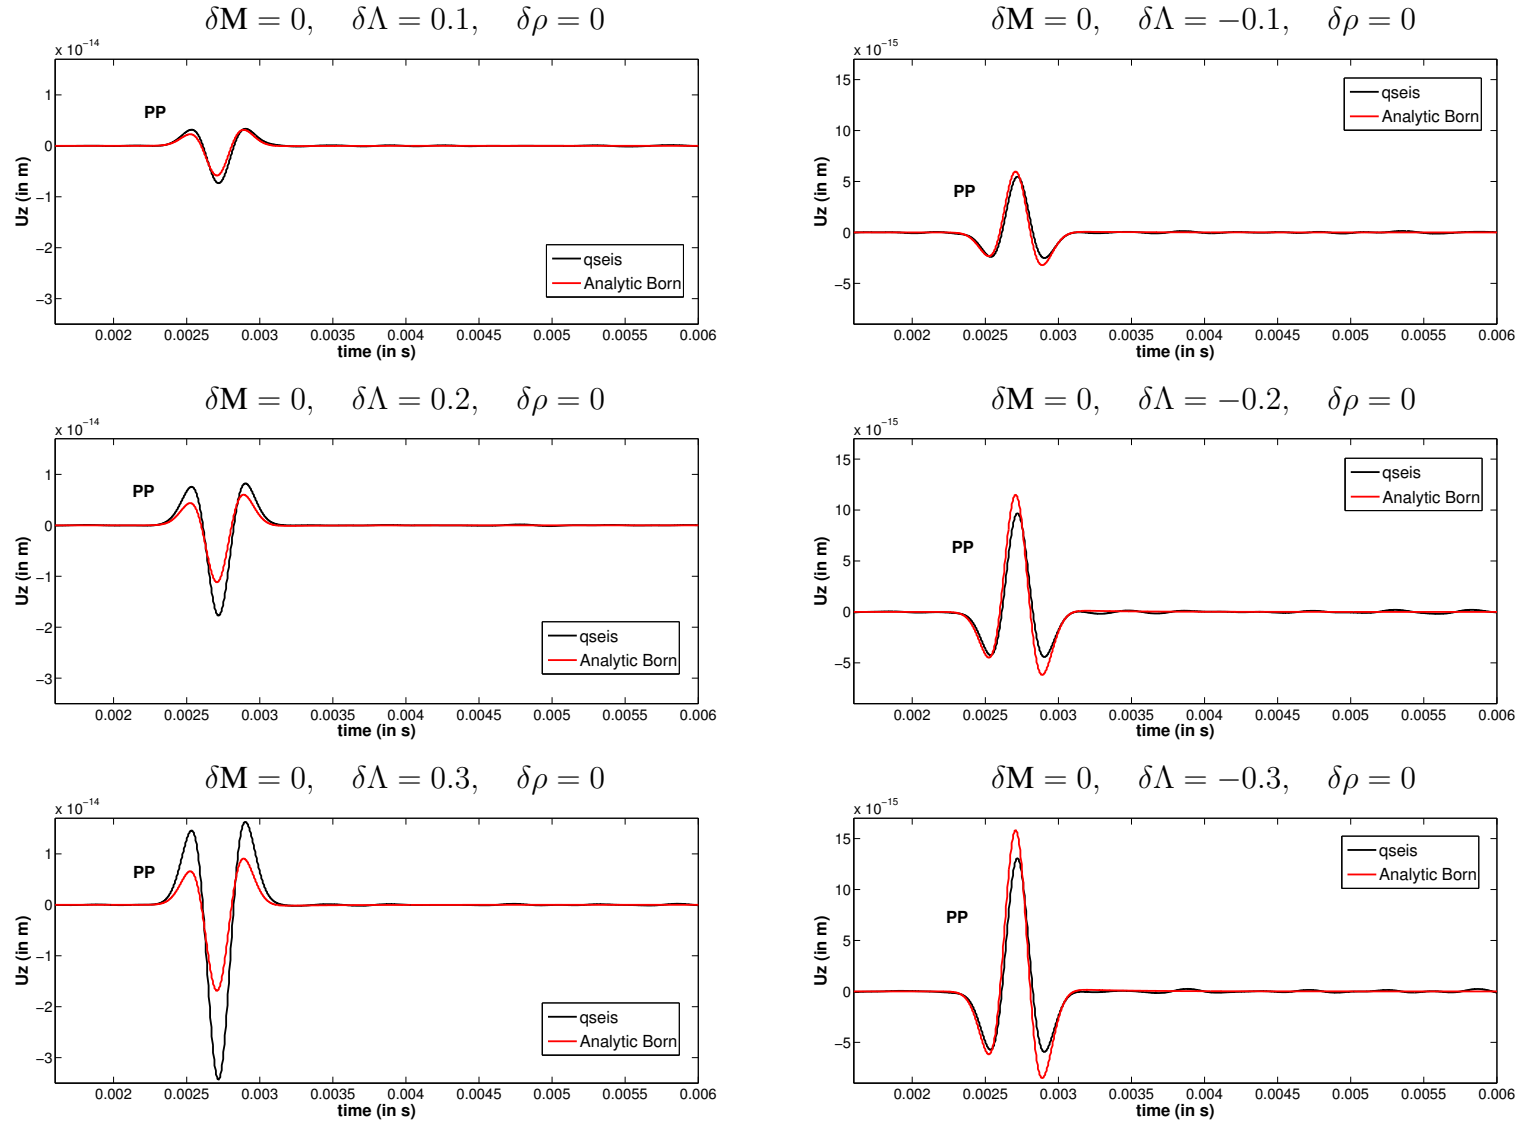 δM = 0, δΛ = 0.1, δρ = 0
x 10⁻¹⁴
1
0
−1
−2
−3
Uz (in m)
PP
qseis
Analytic Born
0.002 0.0025 0.003 0.0035 0.004 0.0045 0.005 0.0055 0.006
time (in s)
δM = 0, δΛ = −0.1, δρ = 0
x 10⁻¹⁵
15
10
5
0
−5
Uz (in m)
PP
qseis
Analytic Born
0.002 0.0025 0.003 0.0035 0.004 0.0045 0.005 0.0055 0.006
time (in s)
δM = 0, δΛ = 0.2, δρ = 0
x 10⁻¹⁴
1
0
−1
−2
−3
Uz (in m)
PP
qseis
Analytic Born
0.002 0.0025 0.003 0.0035 0.004 0.0045 0.005 0.0055 0.006
time (in s)
δM = 0, δΛ = −0.2, δρ = 0
x 10⁻¹⁵
15
10
5
0
−5
Uz (in m)
PP
qseis
Analytic Born
0.002 0.0025 0.003 0.0035 0.004 0.0045 0.005 0.0055 0.006
time (in s)
δM = 0, δΛ = 0.3, δρ = 0
x 10⁻¹⁴
1
0
−1
−2
−3
Uz (in m)
PP
qseis
Analytic Born
0.002 0.0025 0.003 0.0035 0.004 0.0045 0.005 0.0055 0.006
time (in s)
δM = 0, δΛ = −0.3, δρ = 0
x 10⁻¹⁵
15
10
5
0
−5
Uz (in m)
PP
qseis
Analytic Born
0.002 0.0025 0.003 0.0035 0.004 0.0045 0.005 0.0055 0.006
time (in s)